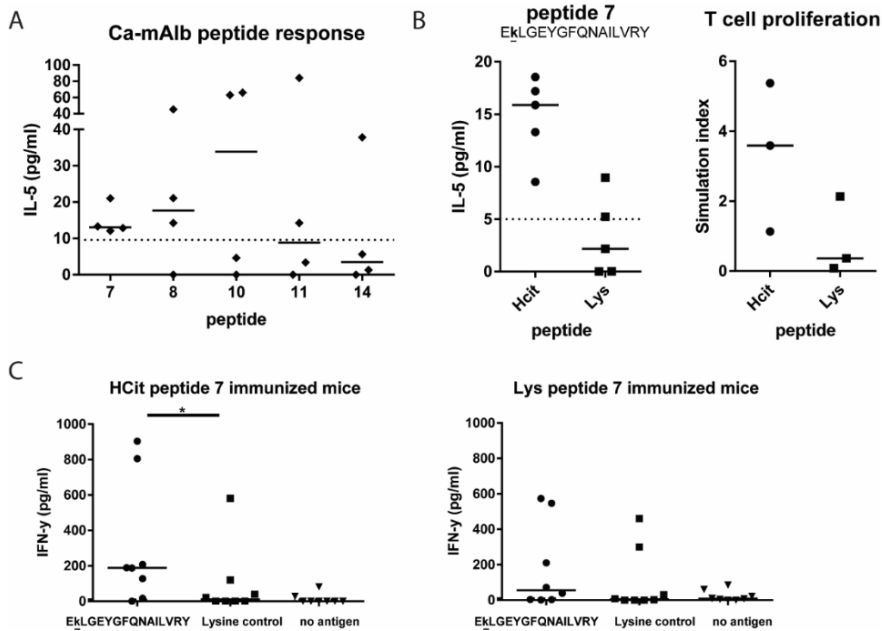 A
Ca-mAlb peptide response
100
80
60
40
40
30
20
10
0
IL-5 (pg/ml)
7 8 10 11 14
peptide
B
peptide 7
EkLGEYGFQNAILVRY
20
15
10
5
0
IL-5 (pg/ml)
Hcit Lys
peptide
T cell proliferation
6
4
2
0
Simulation index
Hcit Lys
peptide
C
HCit peptide 7 immunized mice
*
1000
800
600
400
200
0
IFN-y (pg/ml)
EkLGEYGFQNAILVRY Lysine control no antigen
Lys peptide 7 immunized mice
1000
800
600
400
200
0
IFN-y (pg/ml)
EkLGEYGFQNAILVRY Lysine control no antigen